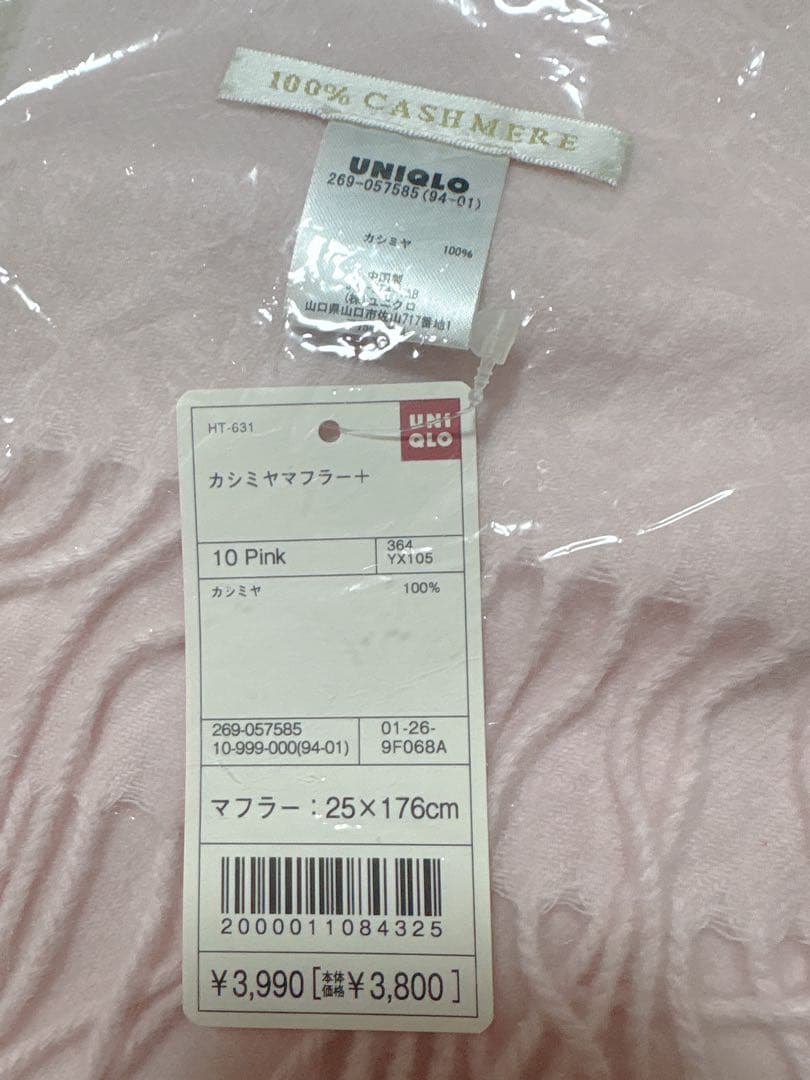 100% CASHMERE
UNIQLO
269-057585(94-01)
カシミヤ 100%
中国製
(株)ユニクロ
山口県山口市佐山717番地1
HT-631
UNI
QLO
カシミヤマフラー+
10 Pink
364
YX105
カシミヤ 100%
269-057585
10-999-000(94-01)
01-26-
9F068A
マフラー:25×176cm
2000011084325
¥3,990[本体価格¥3,800]